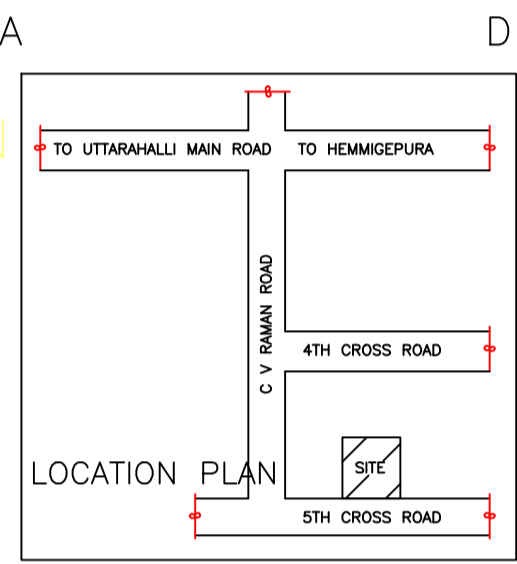 A
D
TO UTTARAHALLI MAIN ROAD
TO HEMMIGEPURA
C V RAMAN ROAD
4TH CROSS ROAD
LOCATION PLAN
SITE
5TH CROSS ROAD